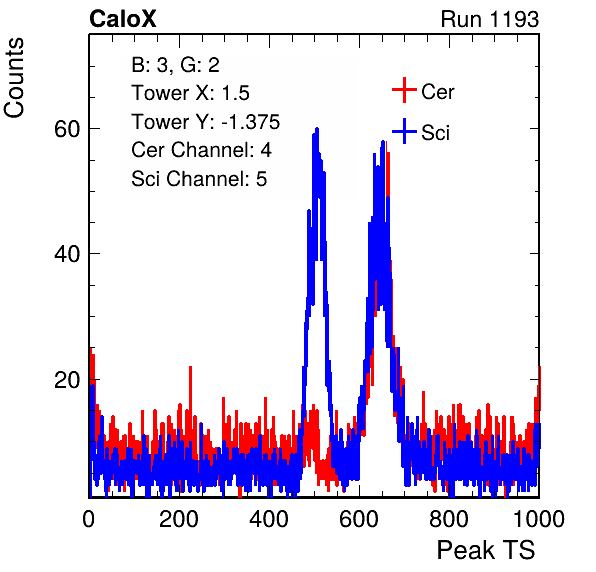 CaloX Run 1193
Counts
B: 3, G: 2
Tower X: 1.5
Tower Y: -1.375
Cer Channel: 4
Sci Channel: 5
Cer
Sci
60
40
20
0 200 400 600 800 1000
Peak TS